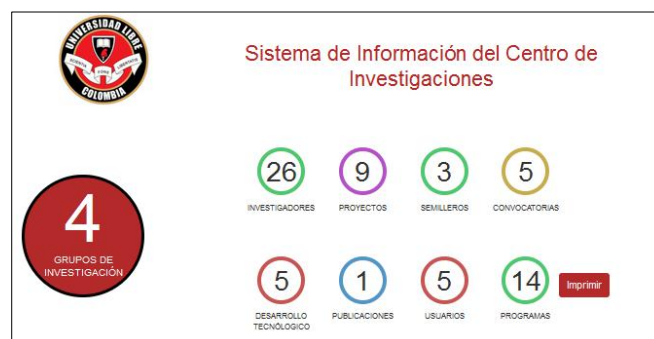 UNIVERSIDAD LIBRE
COLOMBIA
Sistema de Información del Centro de
Investigaciones
26
9
3
5
INVESTIGADORES
PROYECTOS
SEMILLEROS
CONVOCATORIAS
4
GRUPOS DE
INVESTIGACIÓN
5
1
5
14
Imprimir
DESARROLLO
TECNÓLOGICO
PUBLICACIONES
USUARIOS
PROGRAMAS